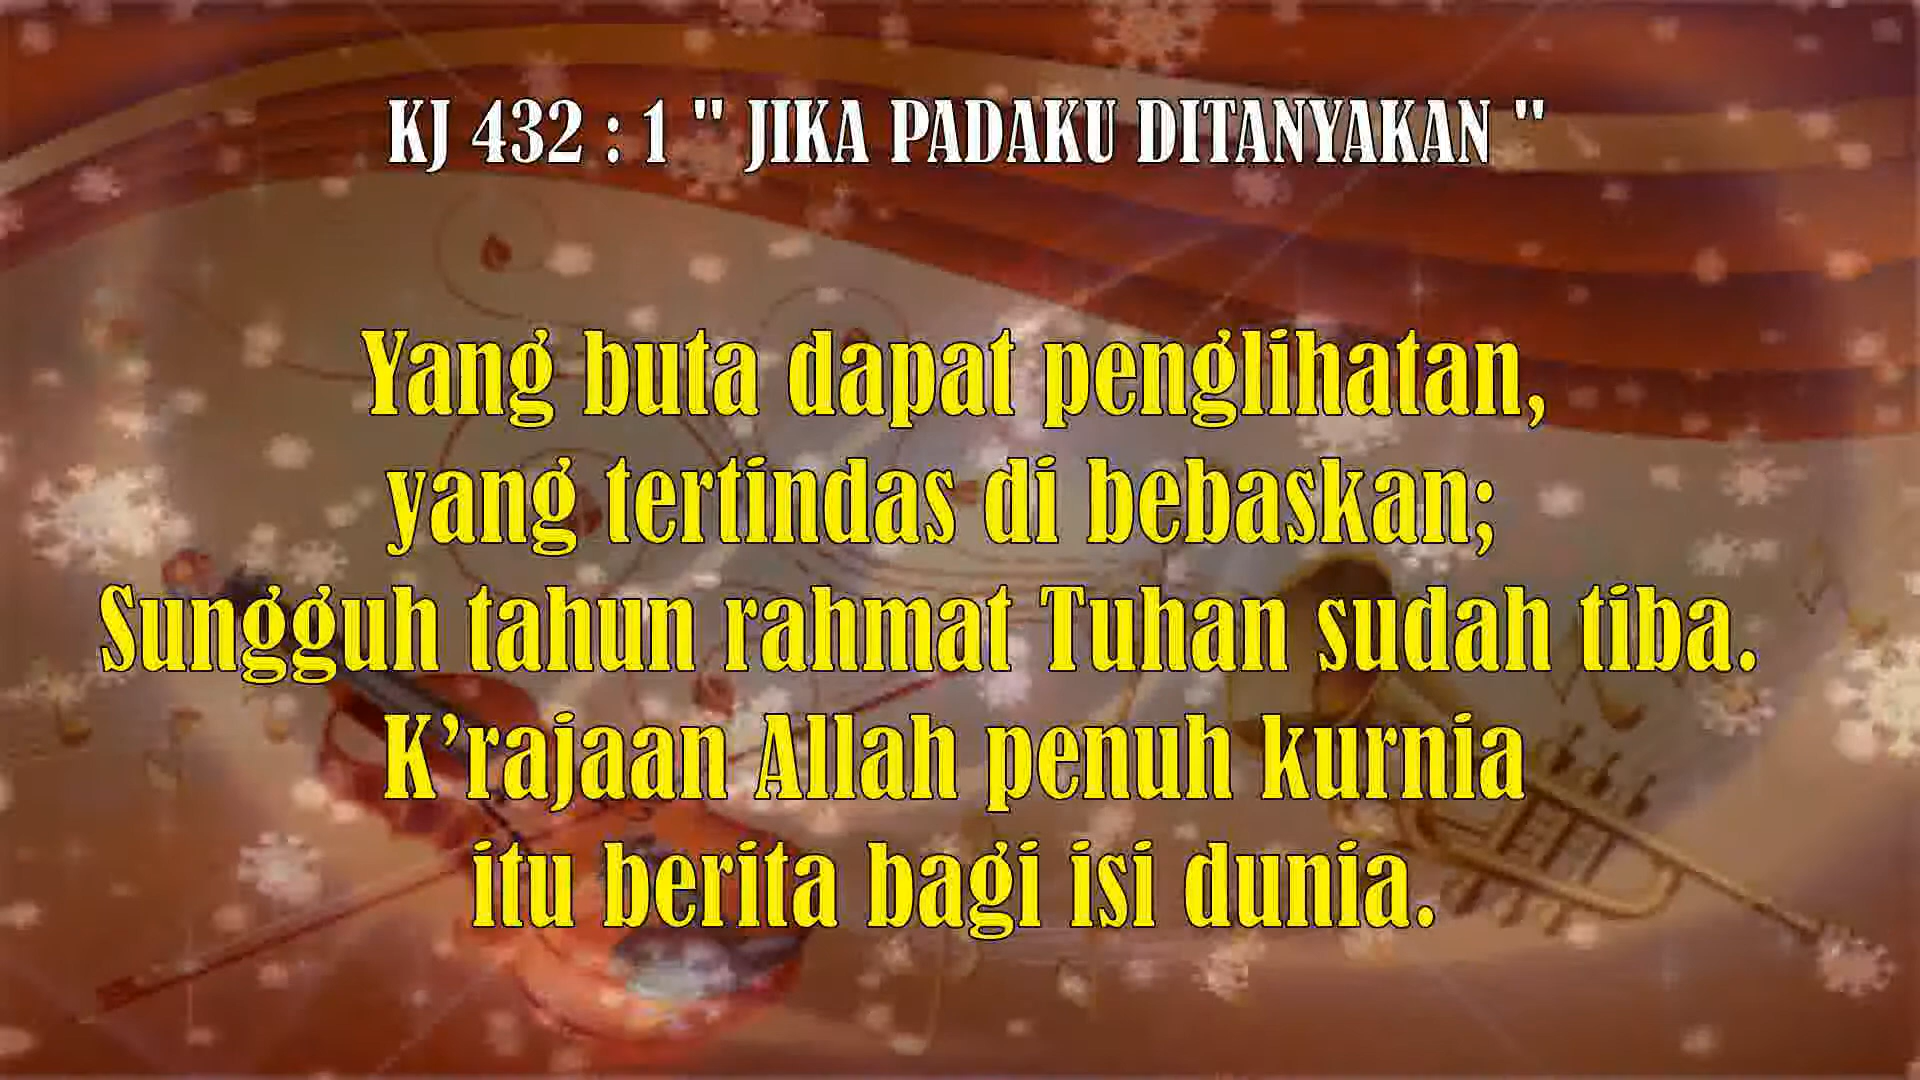 KJ 432 : 1 " JIKA PADAKU DITANYAKAN "
Yang buta dapat penglihatan,
yang tertindas di bebaskan;
Sungguh tahun rahmat Tuhan sudah tiba.
K’rajaan Allah penuh kurnia
itu berita bagi isi dunia.